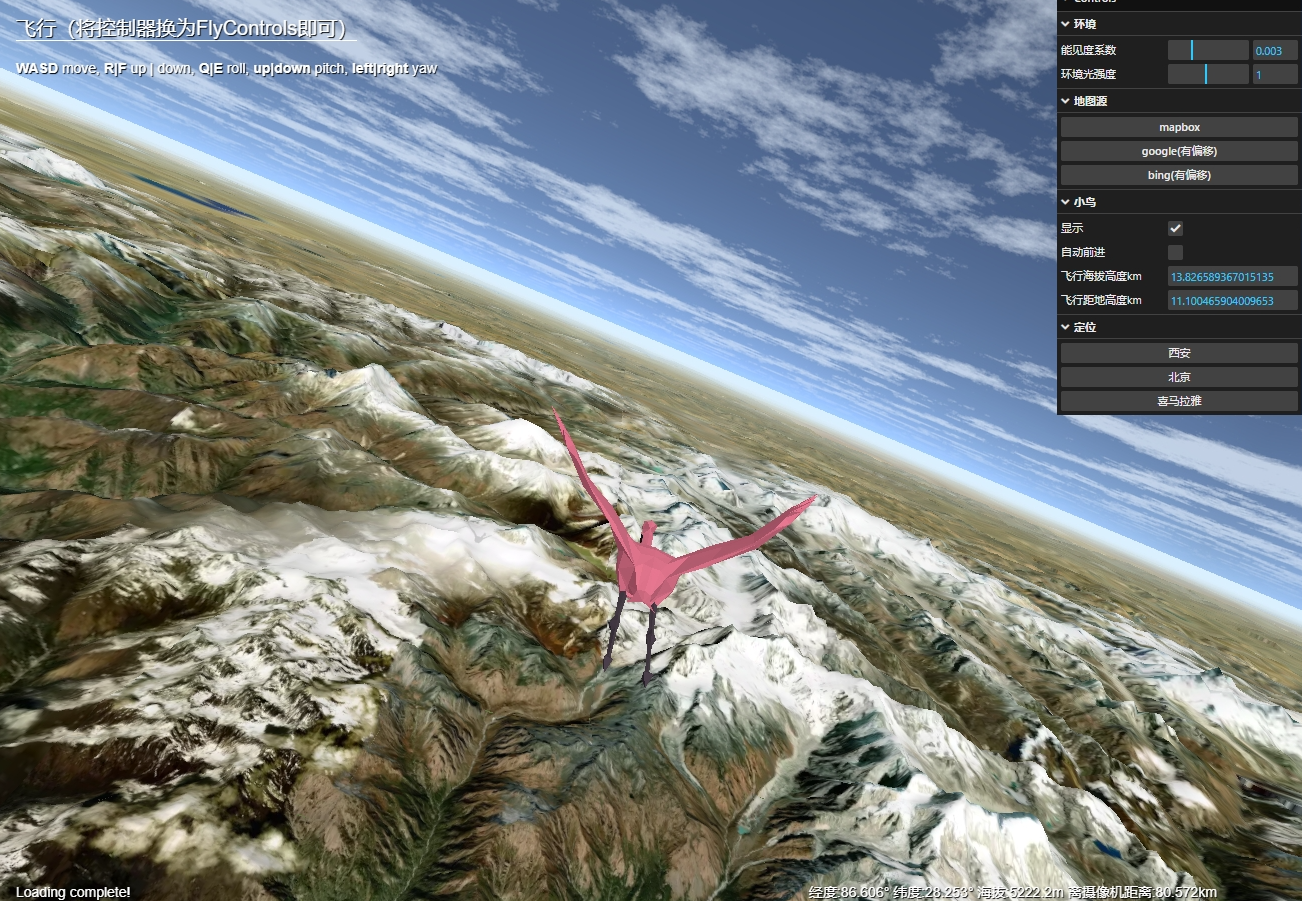 飞行（将控制器换为FlyControls即可）
WASD move, R|F up | down, Q|E roll, up|down pitch, left|right yaw
Controls
环境
能见度系数 0.003
环境光强度 1
地图源
mapbox
google(有偏移)
bing(有偏移)
小鸟
显示
自动前进
飞行海拔高度km 13.826589367015135
飞行距地高度km 11.100465904009653
定位
西安
北京
喜马拉雅
Loading complete!
经度:86.606° 纬度:28.253° 海拔:5222.2m 离摄像机距离:80.572km